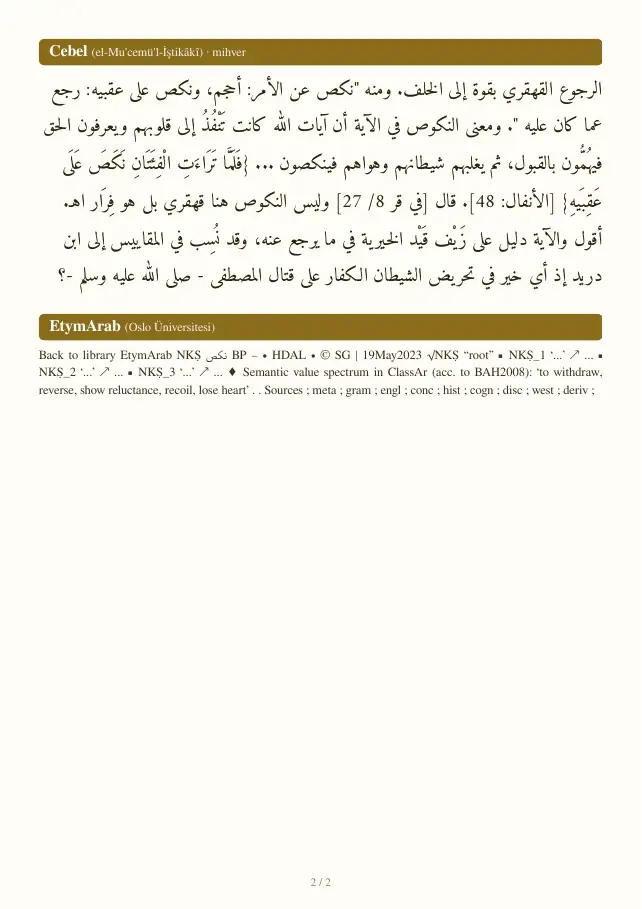 Cebel (el-Mu'cemü'l-İştikâkî) · mihver
الرجوع القهقري بقوة إلى الخلف. ومنه "نكص عن الأمر: أحجم، ونكص على عقبيه: رجع
عما كان عليه ". ومعنى النكوص في الآية أن آيات الله كانت تَنْفُذُ إلى قلوبهم ويعرفون الحق
فيهُمُّون بالقبول، ثم يغلبهم شيطانهم وهواهم فينكصون ... {فَلَمَّا تَرَاءَتِ الْفِئَتَانِ نَكَصَ عَلَى
عَقِبَيهِ} [الأنفال: 48]. قال [في قر 8/ 27] وليس النكوص هنا قهقري بل هو فِرَار اهـ.
أقول والآية دليل على زَيْف قَيْد الخيرية في ما يرجع عنه، وقد نُسِب في المقاييس إلى ابن
دريد إذ أي خير في تحريض الشيطان الكفار على قتال المصطفى - صلى الله عليه وسلم -؟
EtymArab (Oslo Üniversitesi)
Back to library EtymArab NKṢ نكص BP – • HDAL • © SG | 19May2023 √NKṢ “root” ▪ NKṢ_1 ‘...’ ↗ ... ▪
NKṢ_2 ‘...’ ↗ ... ▪ NKṢ_3 ‘...’ ↗ ... ♦ Semantic value spectrum in ClassAr (acc. to BAH2008): ‘to withdraw,
reverse, show reluctance, recoil, lose heart’ . . Sources ; meta ; gram ; engl ; conc ; hist ; cogn ; disc ; west ; deriv ;
2 / 2